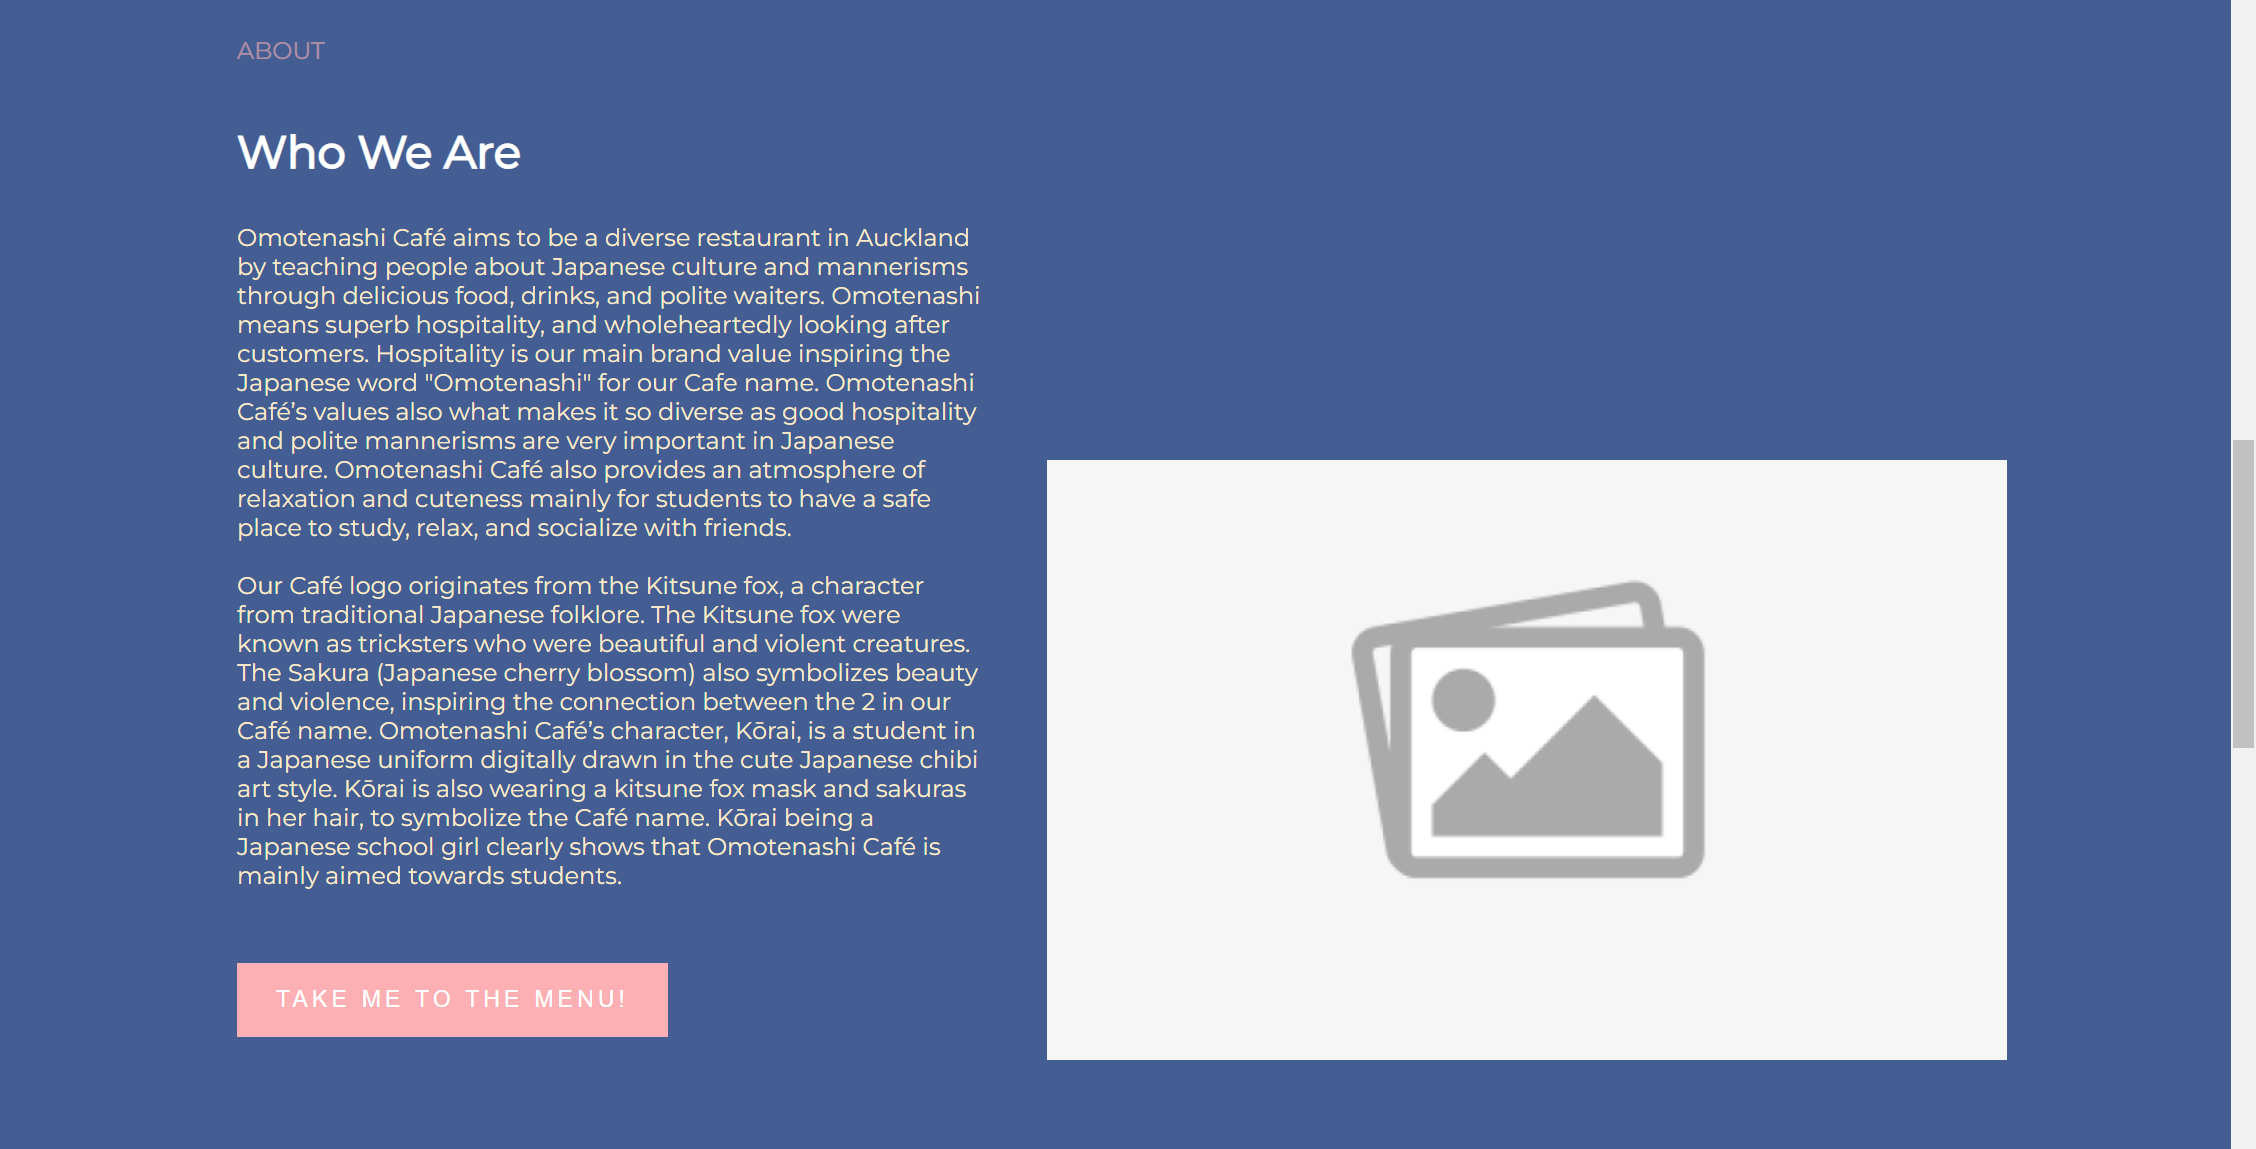 ABOUT
Who We Are
Omotenashi Café aims to be a diverse restaurant in Auckland
by teaching people about Japanese culture and mannerisms
through delicious food, drinks, and polite waiters. Omotenashi
means superb hospitality, and wholeheartedly looking after
customers. Hospitality is our main brand value inspiring the
Japanese word "Omotenashi" for our Cafe name. Omotenashi
Café’s values also what makes it so diverse as good hospitality
and polite mannerisms are very important in Japanese
culture. Omotenashi Café also provides an atmosphere of
relaxation and cuteness mainly for students to have a safe
place to study, relax, and socialize with friends.
Our Café logo originates from the Kitsune fox, a character
from traditional Japanese folklore. The Kitsune fox were
known as tricksters who were beautiful and violent creatures.
The Sakura (Japanese cherry blossom) also symbolizes beauty
and violence, inspiring the connection between the 2 in our
Café name. Omotenashi Café’s character, Kōrai, is a student in
a Japanese uniform digitally drawn in the cute Japanese chibi
art style. Kōrai is also wearing a kitsune fox mask and sakuras
in her hair, to symbolize the Café name. Kōrai being a
Japanese school girl clearly shows that Omotenashi Café is
mainly aimed towards students.
TAKE ME TO THE MENU!